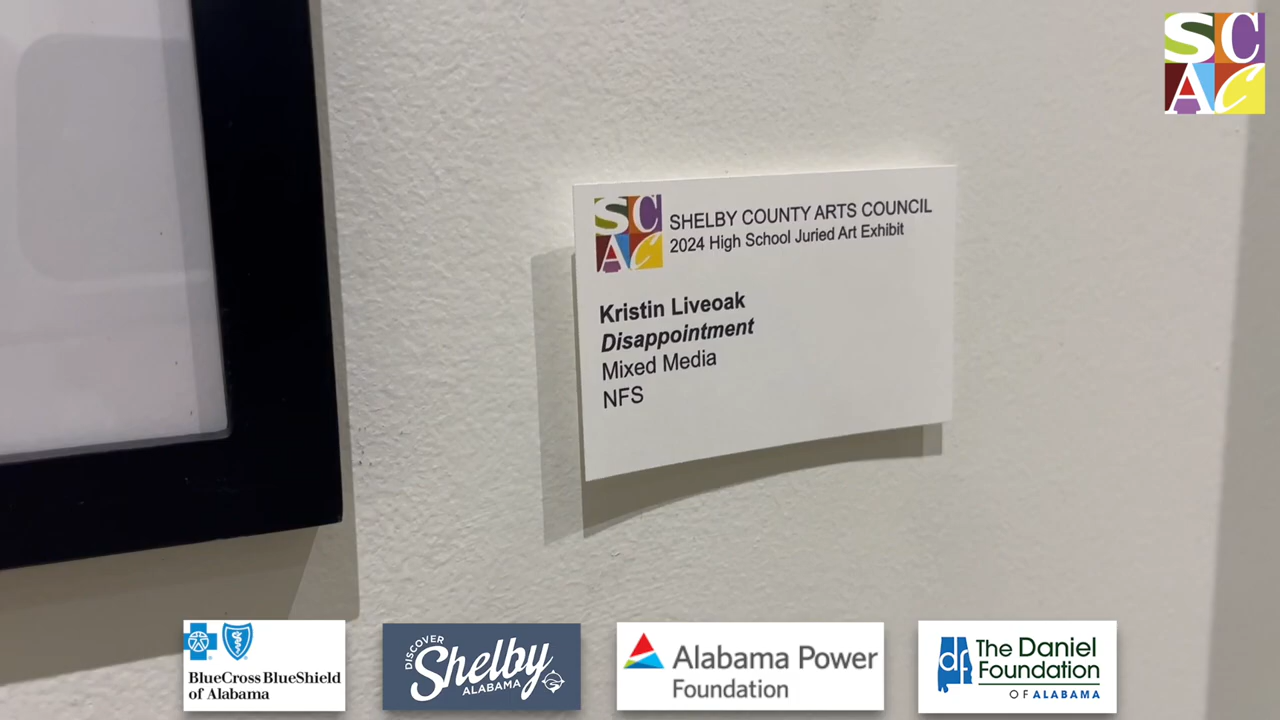 SC
AC
SC
AC
SHELBY COUNTY ARTS COUNCIL
2024 High School Juried Art Exhibit
Kristin Liveoak
Disappointment
Mixed Media
NFS
BlueCross BlueShield
of Alabama
DISCOVER
Shelby
ALABAMA
Alabama Power
Foundation
df
The Daniel
Foundation
OF ALABAMA